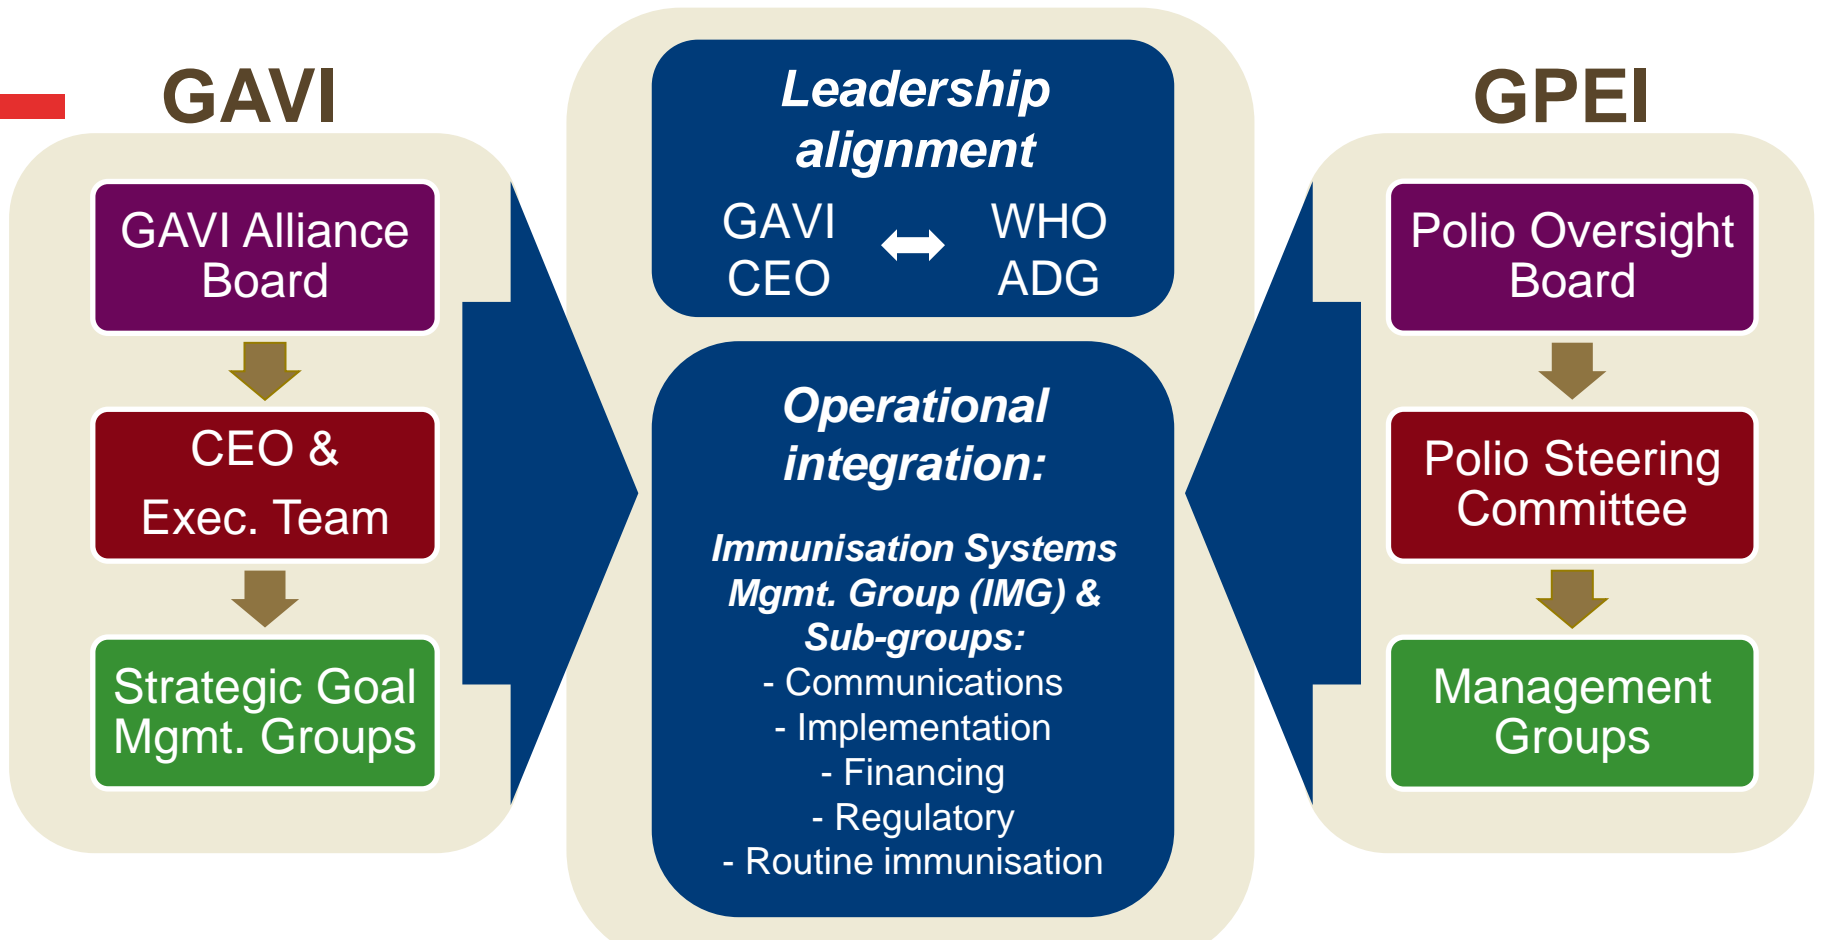 GAVI
GAVI Alliance
Board
CEO &
Exec. Team
Strategic Goal
Mgmt. Groups
Leadership
alignment
GAVI WHO
CEO ADG
Operational
integration:
Immunisation Systems
Mgmt. Group (IMG) &
Sub-groups:
- Communications
- Implementation
- Financing
- Regulatory
- Routine immunisation
GPEI
Polio Oversight
Board
Polio Steering
Committee
Management
Groups